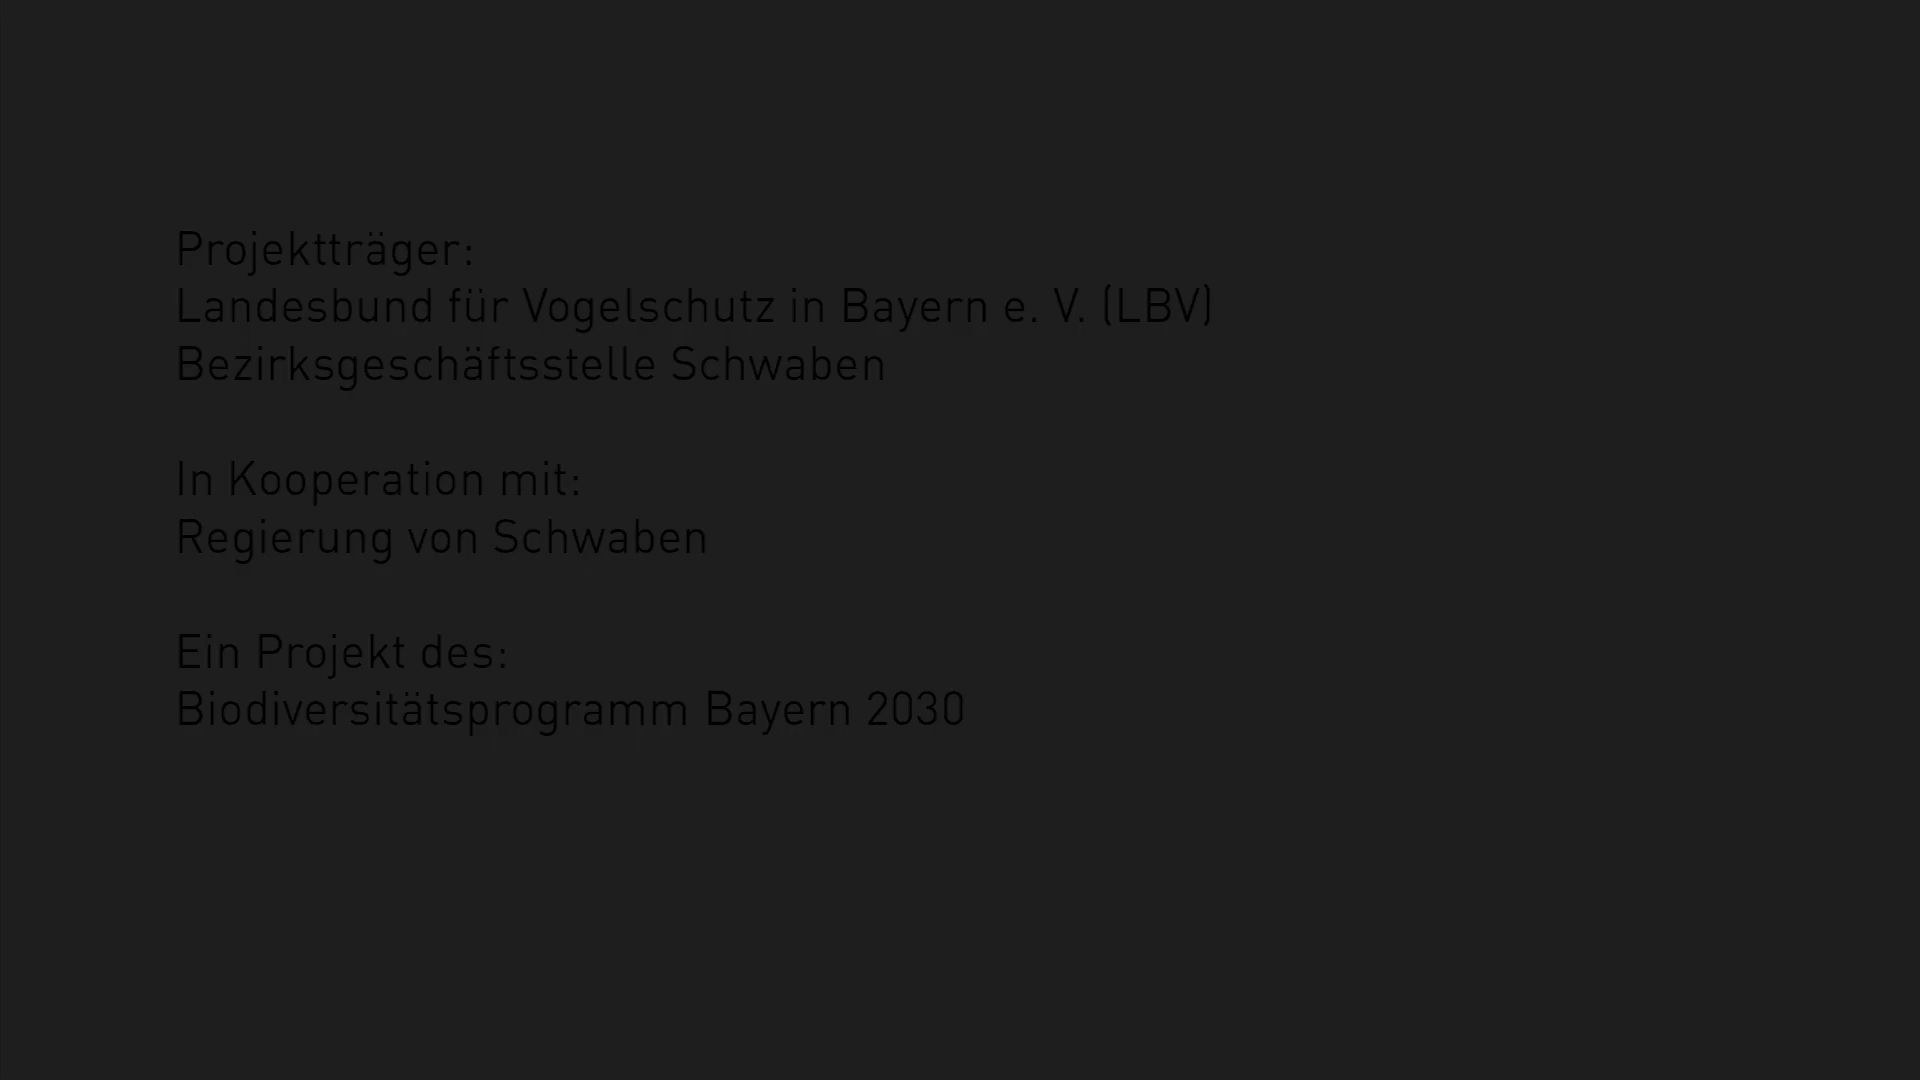 Projektträger:
Landesbund für Vogelschutz in Bayern e. V. (LBV)
Bezirksgeschäftsstelle Schwaben
In Kooperation mit:
Regierung von Schwaben
Ein Projekt des:
Biodiversitätsprogramm Bayern 2030